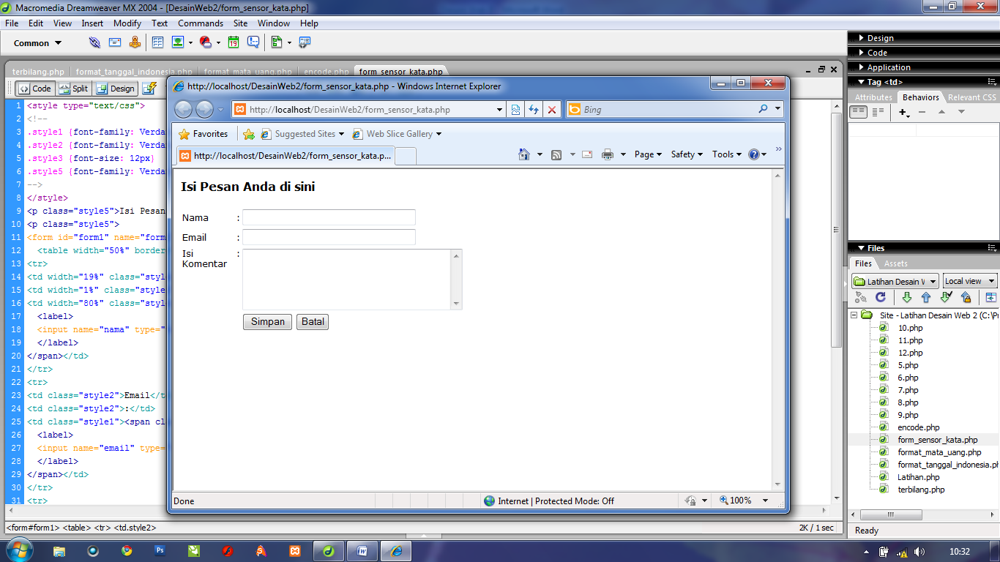 Macromedia Dreamweaver MX 2004 - [DesainWeb2/form_sensor_kata.php]
File Edit View Insert Modify Text Commands Site Window Help
Common
terbilang.php format_tanggal_indonesia.php format_mata_uang.php encode.php form_sensor_kata.php
Code Split Design
1 <style type="text/css">
2 <!--
3 .style1 {font-family: Verda
4 .style2 {font-family: Verda
5 .style3 {font-size: 12px}
6 .style5 {font-family: Verda
7 -->
8 </style>
9 <p class="style5">Isi Pesan
10 <p class="style5">
11 <form id="form1" name="form
12 <table width="50%" border
13 <tr>
14 <td width="19%" class="styl
15 <td width="1%" class="style
16 <td width="80%" class="styl
17 <label>
18 <input name="nama" type="
19 </label>
20 </span></td>
21 </tr>
22 <tr>
23 <td class="style2">Email</t
24 <td class="style2">:</td>
25 <td class="style1"><span cl
26 <label>
27 <input name="email" type=
28 </label>
29 </span></td>
30 </tr>
31 <tr>
<form#form1> <table> <tr> <td.style2>
2K / 1 sec
http://localhost/DesainWeb2/form_sensor_kata.php - Windows Internet Explorer
http://localhost/DesainWeb2/form_sensor_kata.php
Bing
Favorites Suggested Sites Web Slice Gallery
http://localhost/DesainWeb2/form_sensor_kata.p...
Page Safety Tools
Isi Pesan Anda di sini
Nama :
Email :
Isi Komentar :
Simpan Batal
Done
Internet | Protected Mode: Off
100%
Design
Code
Application
Tag <td>
Attributes Behaviors Relevant CSS
Files
Files Assets
Latihan Desain V Local view
Site - Latihan Desain Web 2 (C:\Pr
10.php
11.php
12.php
5.php
6.php
7.php
8.php
9.php
encode.php
form_sensor_kata.php
format_mata_uang.php
format_tanggal_indonesia.ph
Latihan.php
terbilang.php
Ready
Ps
W
10:32